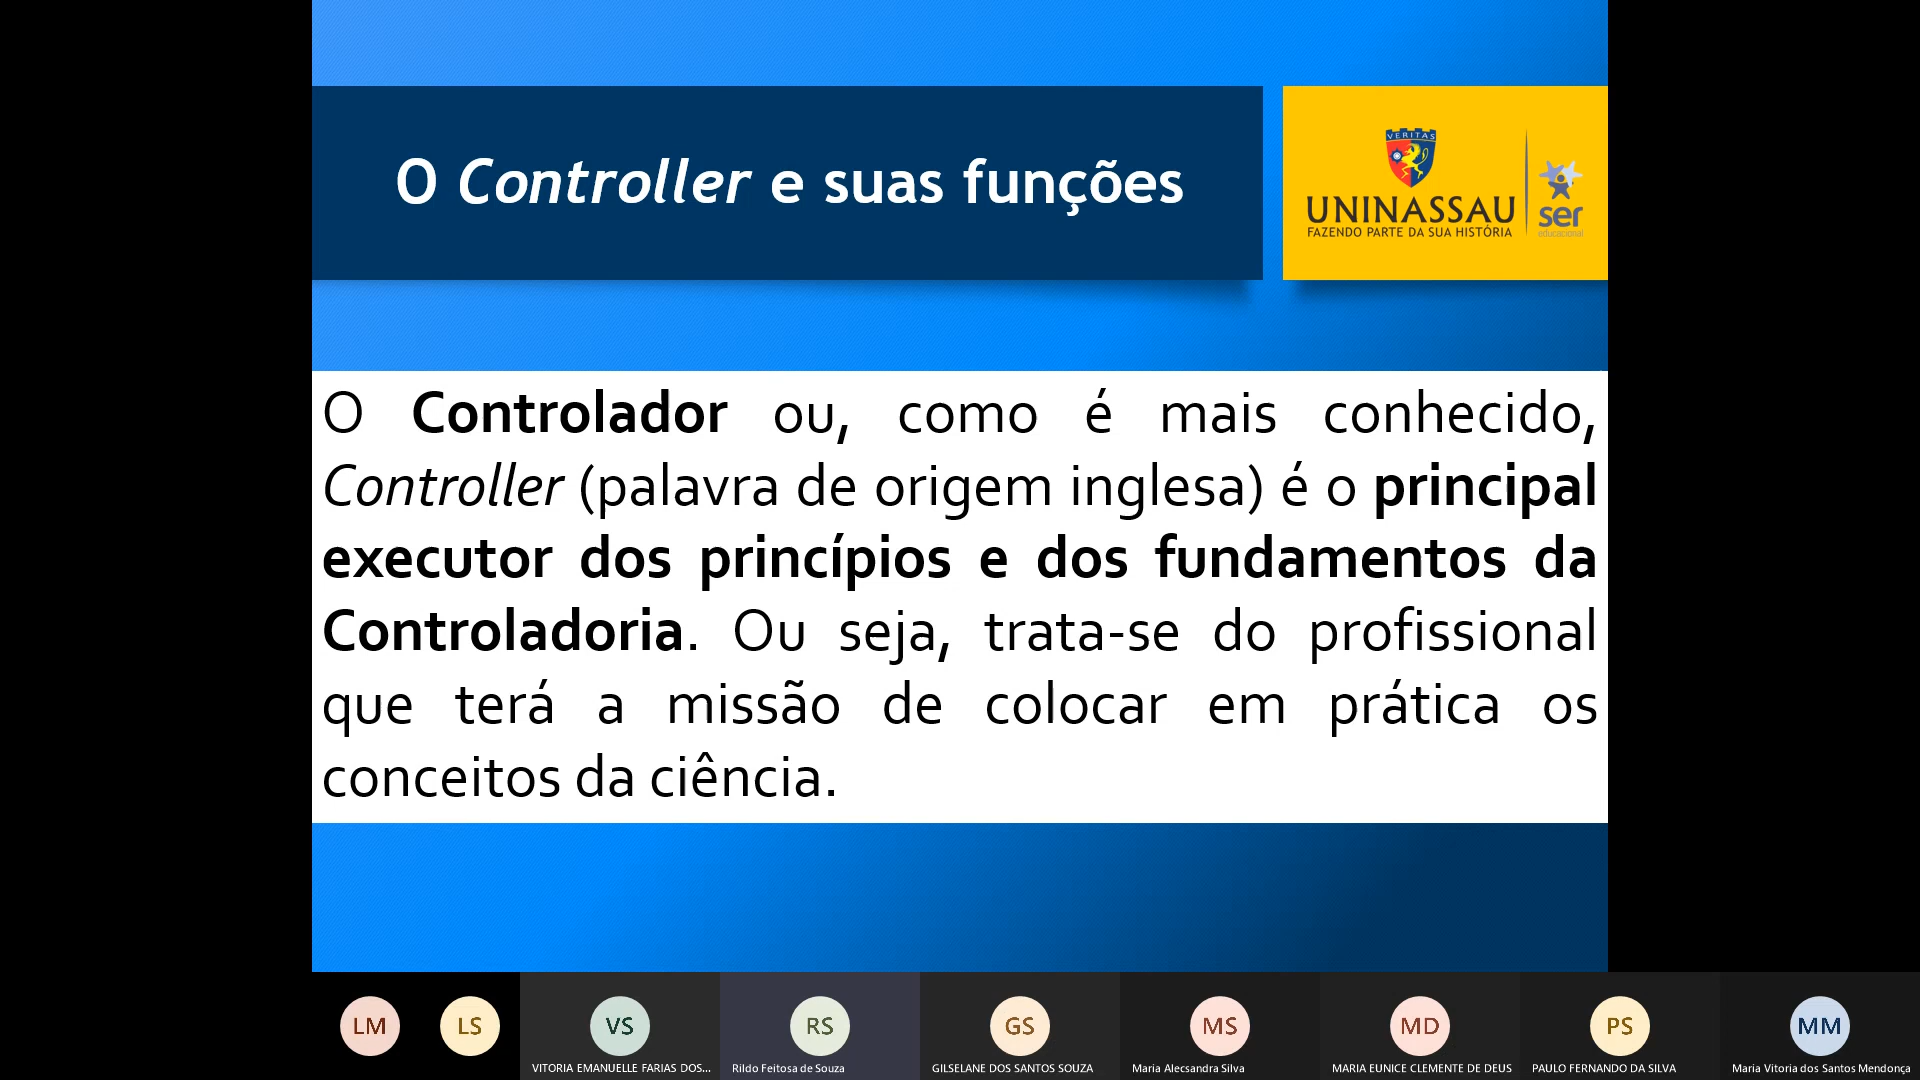 O Controller e suas funções
VERITAS
UNINASSAU
FAZENDO PARTE DA SUA HISTÓRIA
ser
educacional
O Controlador ou, como é mais conhecido,
Controller (palavra de origem inglesa) é o principal
executor dos princípios e dos fundamentos da
Controladoria. Ou seja, trata-se do profissional
que terá a missão de colocar em prática os
conceitos da ciência.
LM
LS
VS
RS
GS
MS
MD
PS
MM
VITORIA EMANUELLE FARIAS DOS...
Rildo Feitosa de Souza
GILSELANE DOS SANTOS SOUZA
Maria Alecsandra Silva
MARIA EUNICE CLEMENTE DE DEUS
PAULO FERNANDO DA SILVA
Maria Vitoria dos Santos Mendonça